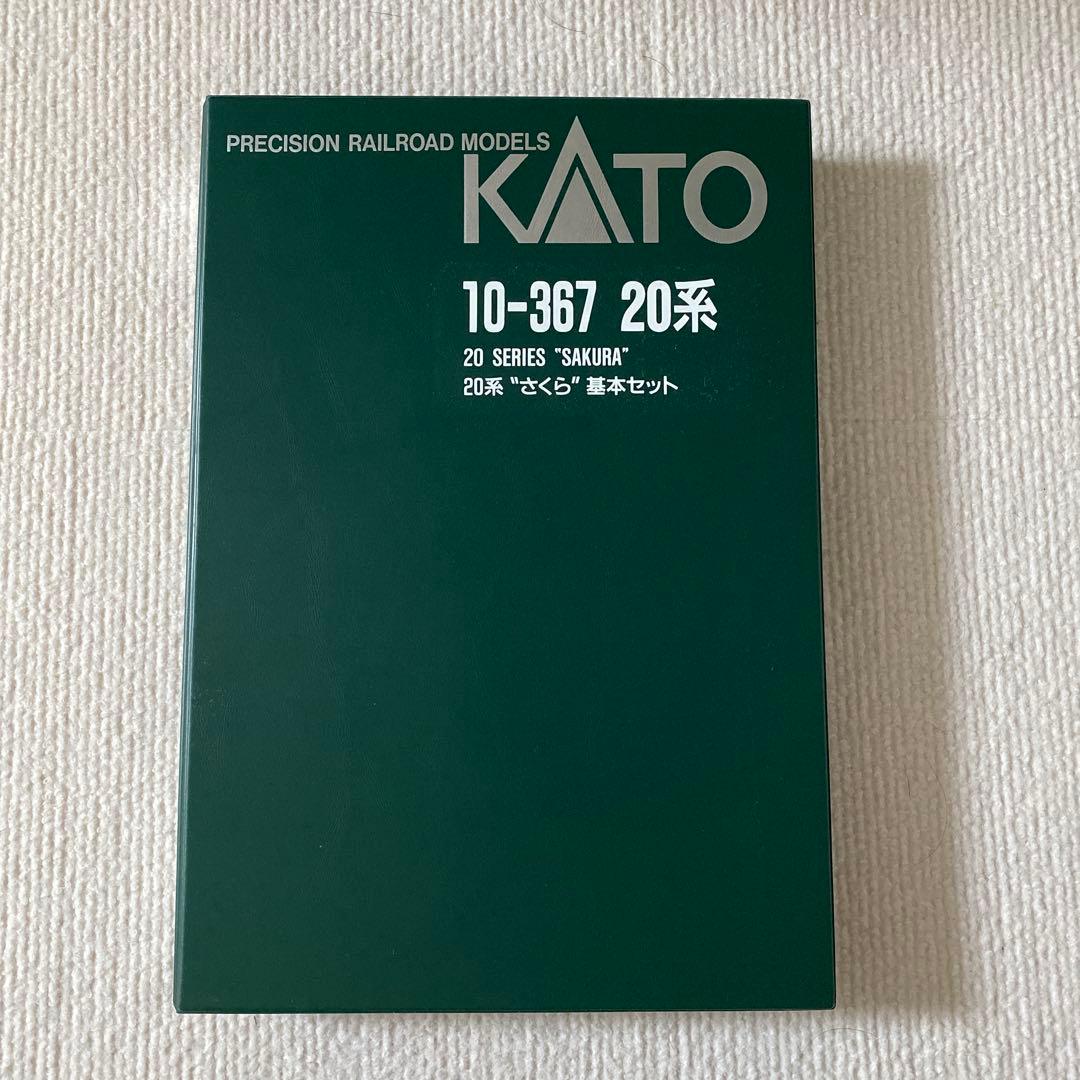 PRECISION RAILROAD MODELS
KATO
10-367 20系
20 SERIES "SAKURA"
20系 "さくら" 基本セット